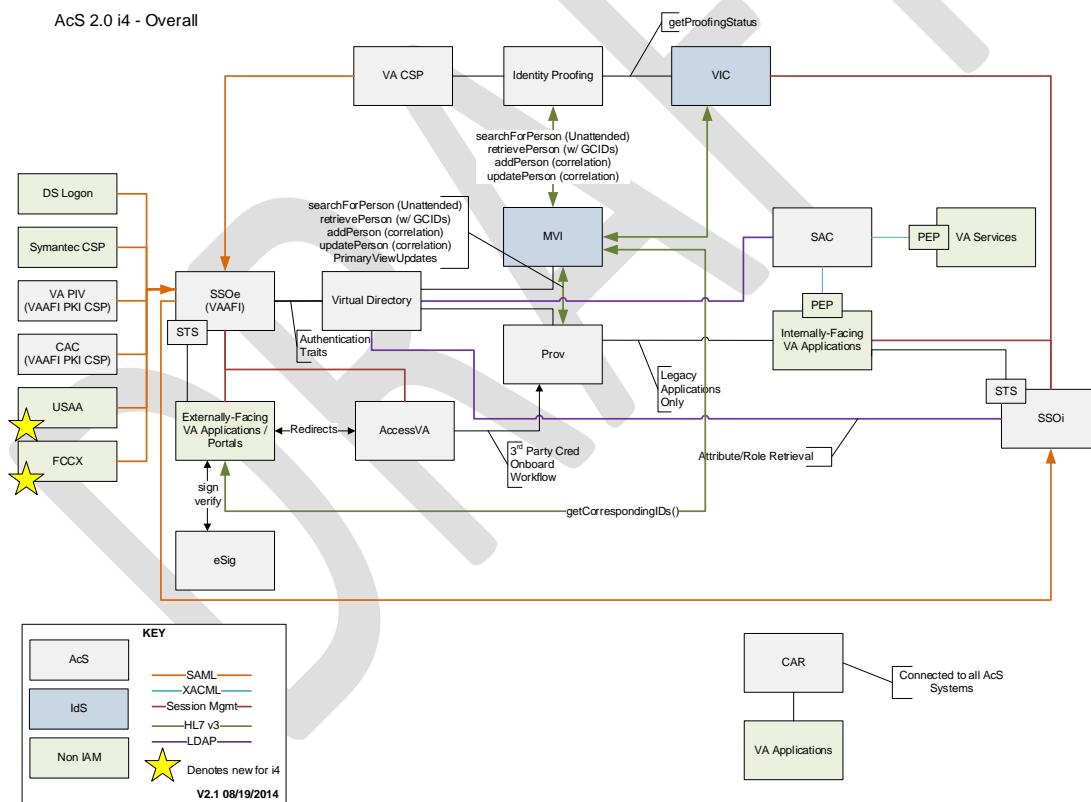 AcS 2.0 i4 - Overall
DRAFT
getProofingStatus
VA CSP
Identity Proofing
VIC
searchForPerson (Unattended)
retrievePerson (w/ GCIDs)
addPerson (correlation)
updatePerson (correlation)
DS Logon
Symantec CSP
VA PIV
(VAAFI PKI CSP)
CAC
(VAAFI PKI CSP)
USAA
FCCX
searchForPerson (Unattended)
retrievePerson (w/ GCIDs)
addPerson (correlation)
updatePerson (correlation)
PrimaryViewUpdates
MVI
SAC
PEP
VA Services
SSOe
(VAAFI)
STS
Virtual Directory
Authentication
Traits
Prov
PEP
Internally-Facing
VA Applications
Legacy
Applications
Only
STS
SSOi
Externally-Facing
VA Applications /
Portals
Redirects
AccessVA
3rd Party Cred
Onboard
Workflow
Attribute/Role Retrieval
sign
verify
getCorrespondingIDs()
eSig
KEY
AcS
IdS
Non IAM
SAML
XACML
Session Mgmt
HL7 v3
LDAP
Denotes new for i4
V2.1 08/19/2014
CAR
Connected to all AcS
Systems
VA Applications